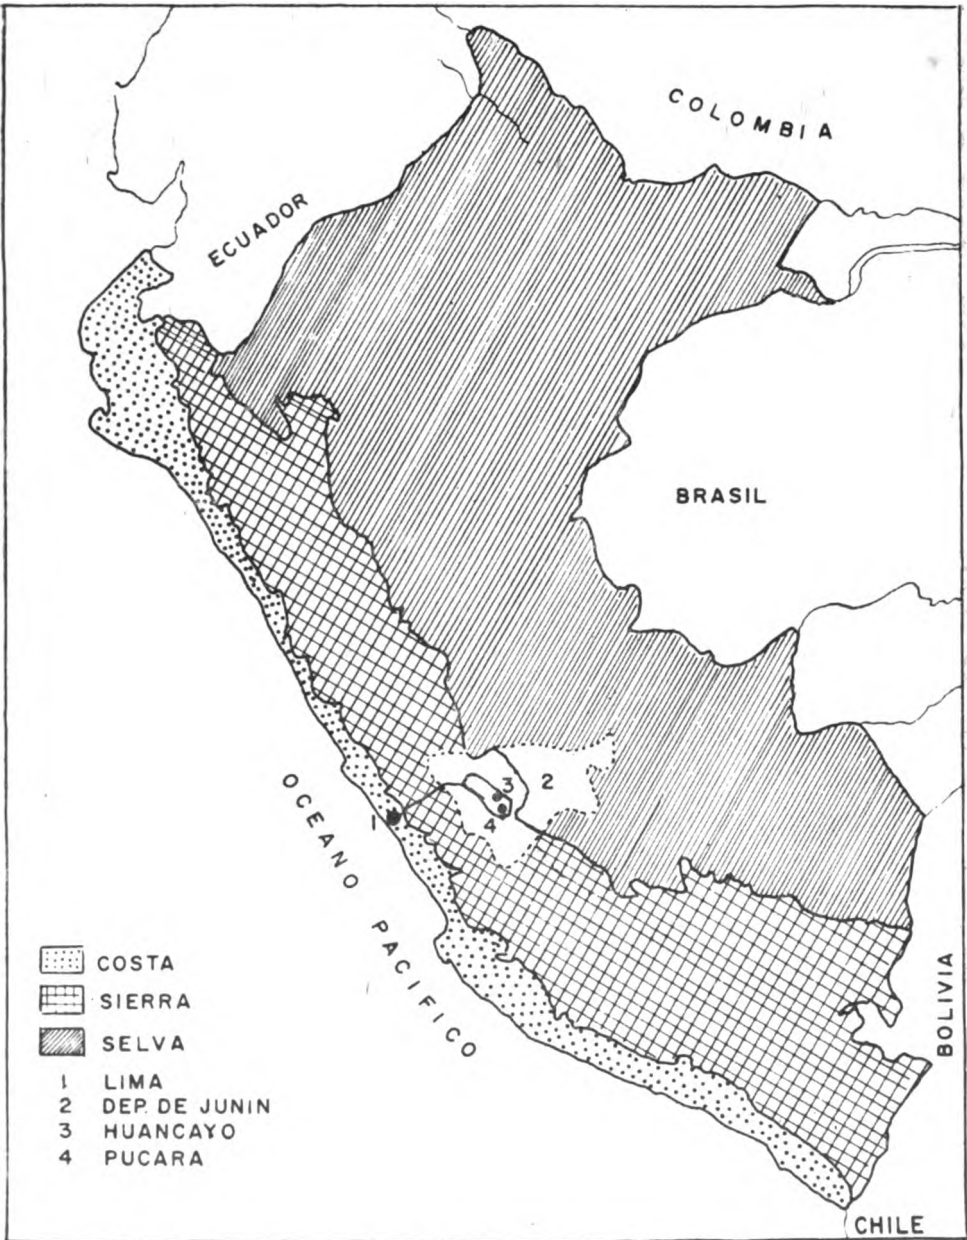 COLOMBIA
ECUADOR
BRASIL
3
2
4
1
OCEANO PACIFICO
BOLIVIA
COSTA
SIERRA
SELVA
1 LIMA
2 DEP. DE JUNIN
3 HUANCAYO
4 PUCARA
CHILE